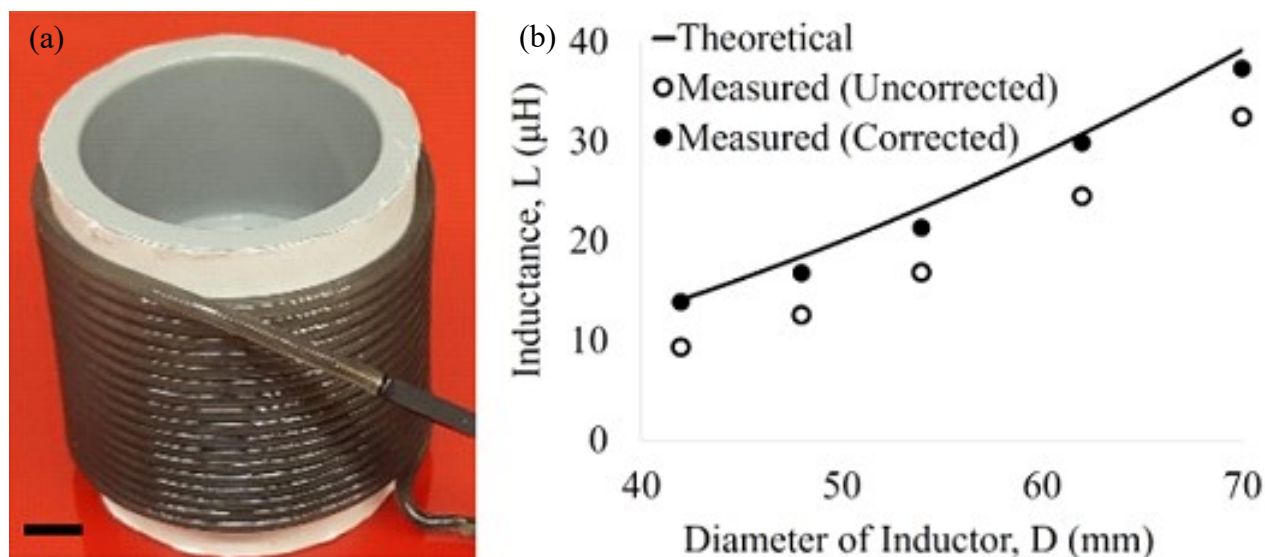 (a)
(b)
40
30
20
10
0
Inductance, L (μH)
Theoretical
Measured (Uncorrected)
Measured (Corrected)
40
50
60
70
Diameter of Inductor, D (mm)